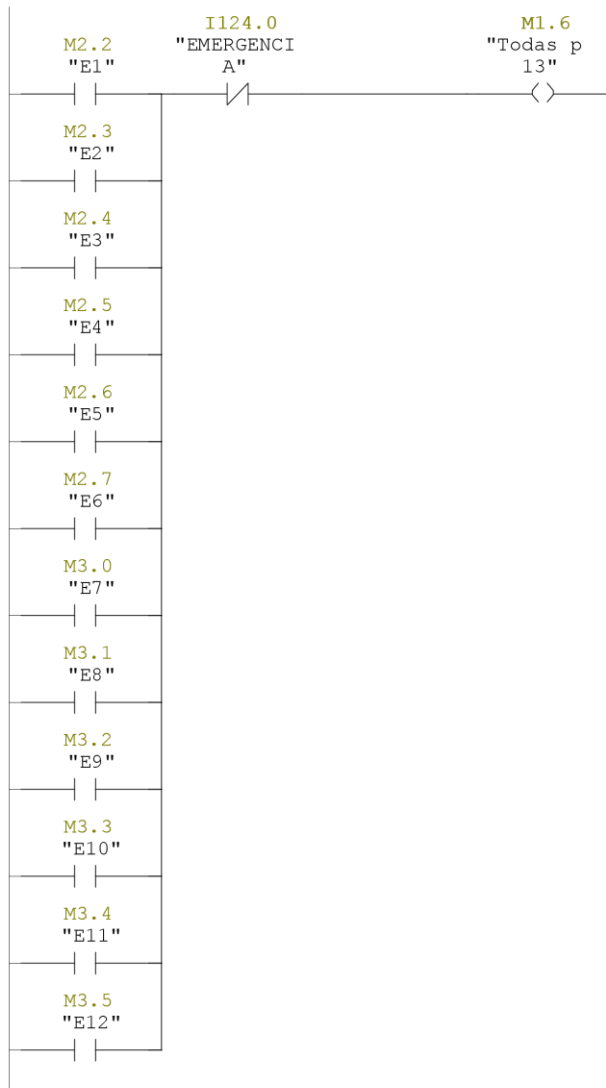 I124.0
M1.6
M2.2
"EMERGENCI
"Todas p
"E1"
A"
13"
M2.3
"E2"
M2.4
"E3"
M2.5
"E4"
M2.6
"E5"
M2.7
"E6"
M3.0
"E7"
M3.1
"E8"
M3.2
"E9"
M3.3
"E10"
M3.4
"E11"
M3.5
"E12"